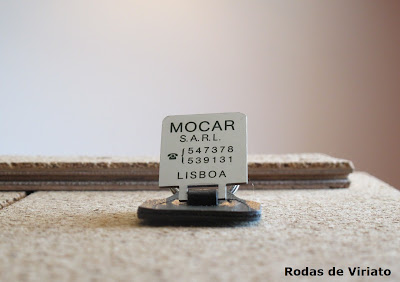 MOCAR
S.A.R.L.
☎ {547378
539131
LISBOA
Rodas de Viriato